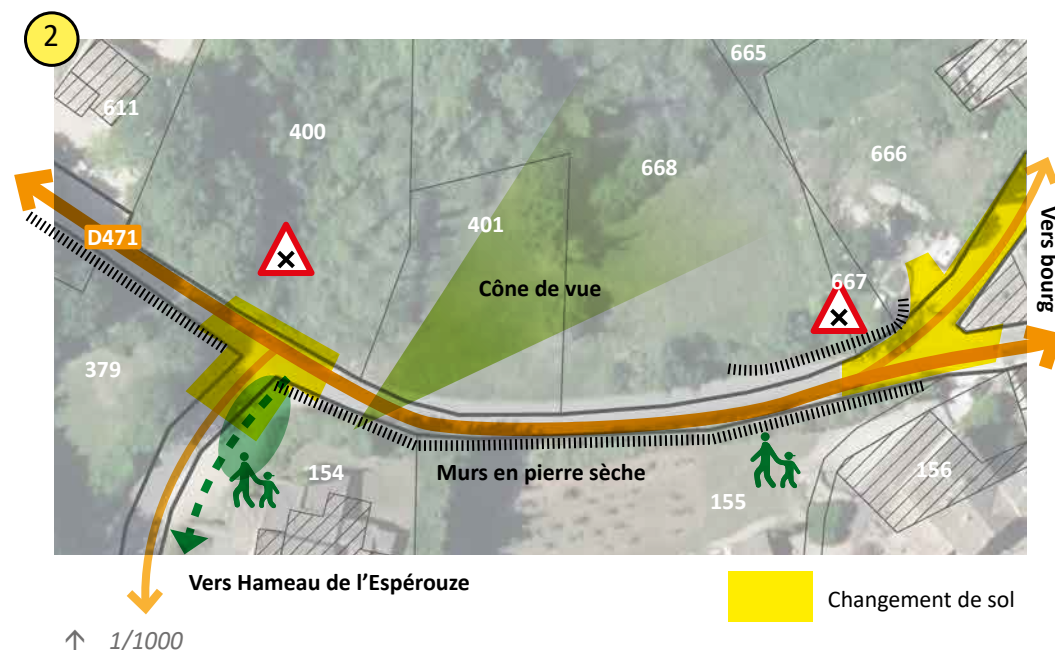 2
665
611
400
666
668
401
Vers bourg
D471
667
Cône de vue
379
154
Murs en pierre sèche
156
155
Vers Hameau de l’Espérouze
Changement de sol
↑ 1/1000